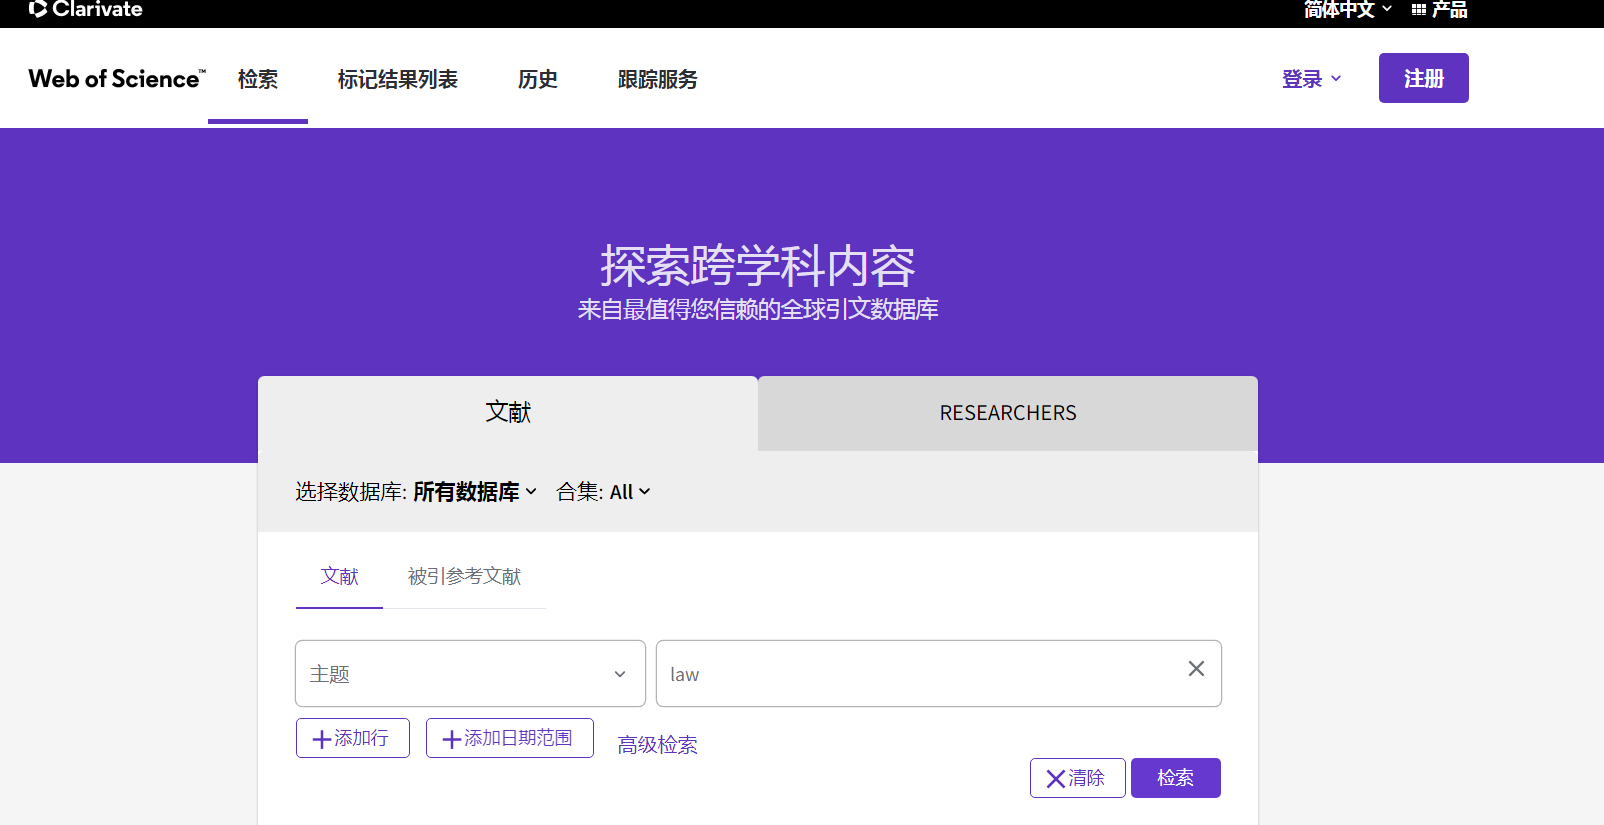 Clarivate
简体中文
产品
Web of Science™
检索
标记结果列表
历史
跟踪服务
登录
注册
探索跨学科内容
来自最值得您信赖的全球引文数据库
文献
RESEARCHERS
选择数据库: 所有数据库 合集: All
文献
被引参考文献
主题
law
添加行
添加日期范围
高级检索
清除
检索